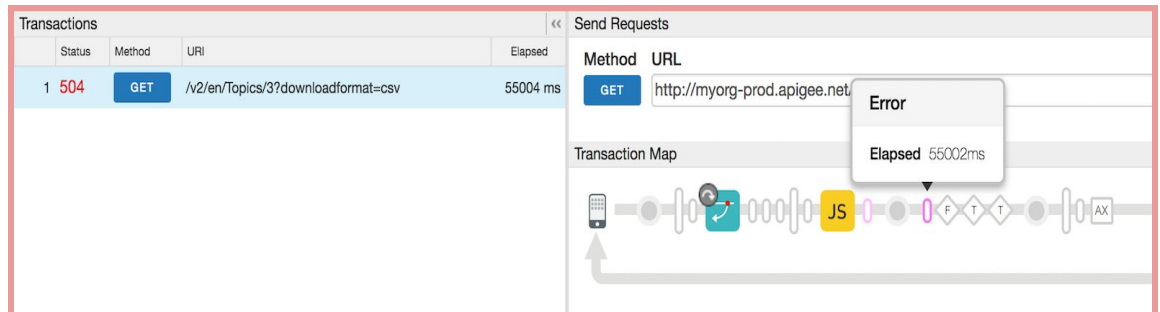 Transactions
Status Method URI Elapsed
1 504 GET /v2/en/Topics/3?downloadformat=csv 55004 ms
Send Requests
Method URL
GET http://myorg-prod.apigee.net/
Error
Elapsed 55002ms
Transaction Map
JS F T T AX